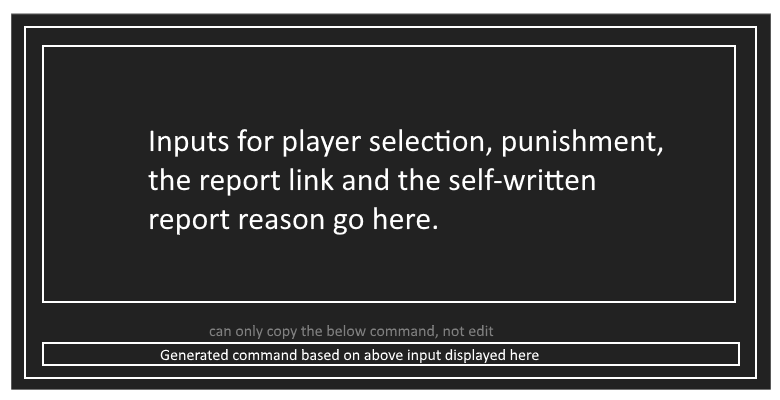 Inputs for player selection, punishment,
the report link and the self-written
report reason go here.
can only copy the below command, not edit
Generated command based on above input displayed here